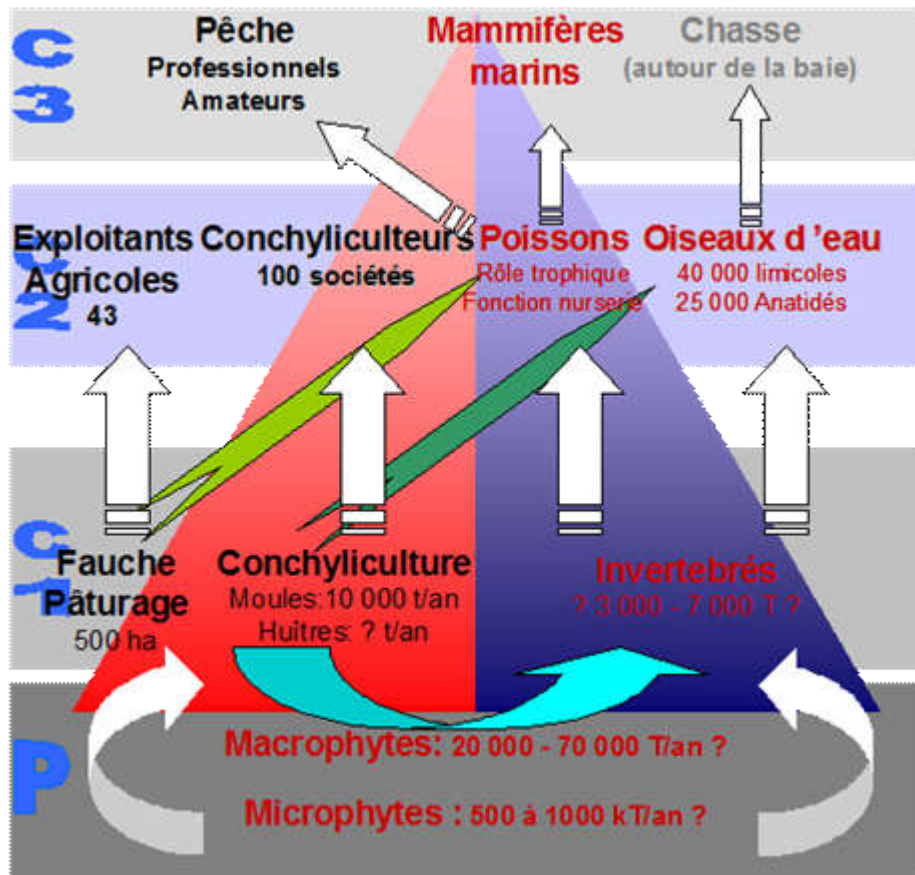 C3
Pêche
Professionnels
Amateurs
Mammifères
marins
Chasse
(autour de la baie)
C2
Exploitants
Agricoles
43
Conchyliculteurs
100 sociétés
Poissons
Rôle trophique
Fonction nurserie
Oiseaux d 'eau
40 000 limicoles
25 000 Anatidés
C1
Fauche
Pâturage
500 ha
Conchyliculture
Moules:10 000 t/an
Huîtres: ? t/an
Invertebrés
? 3 000 - 7 000 T ?
P
Macrophytes: 20 000 - 70 000 T/an ?
Microphytes : 500 à 1000 kT/an ?